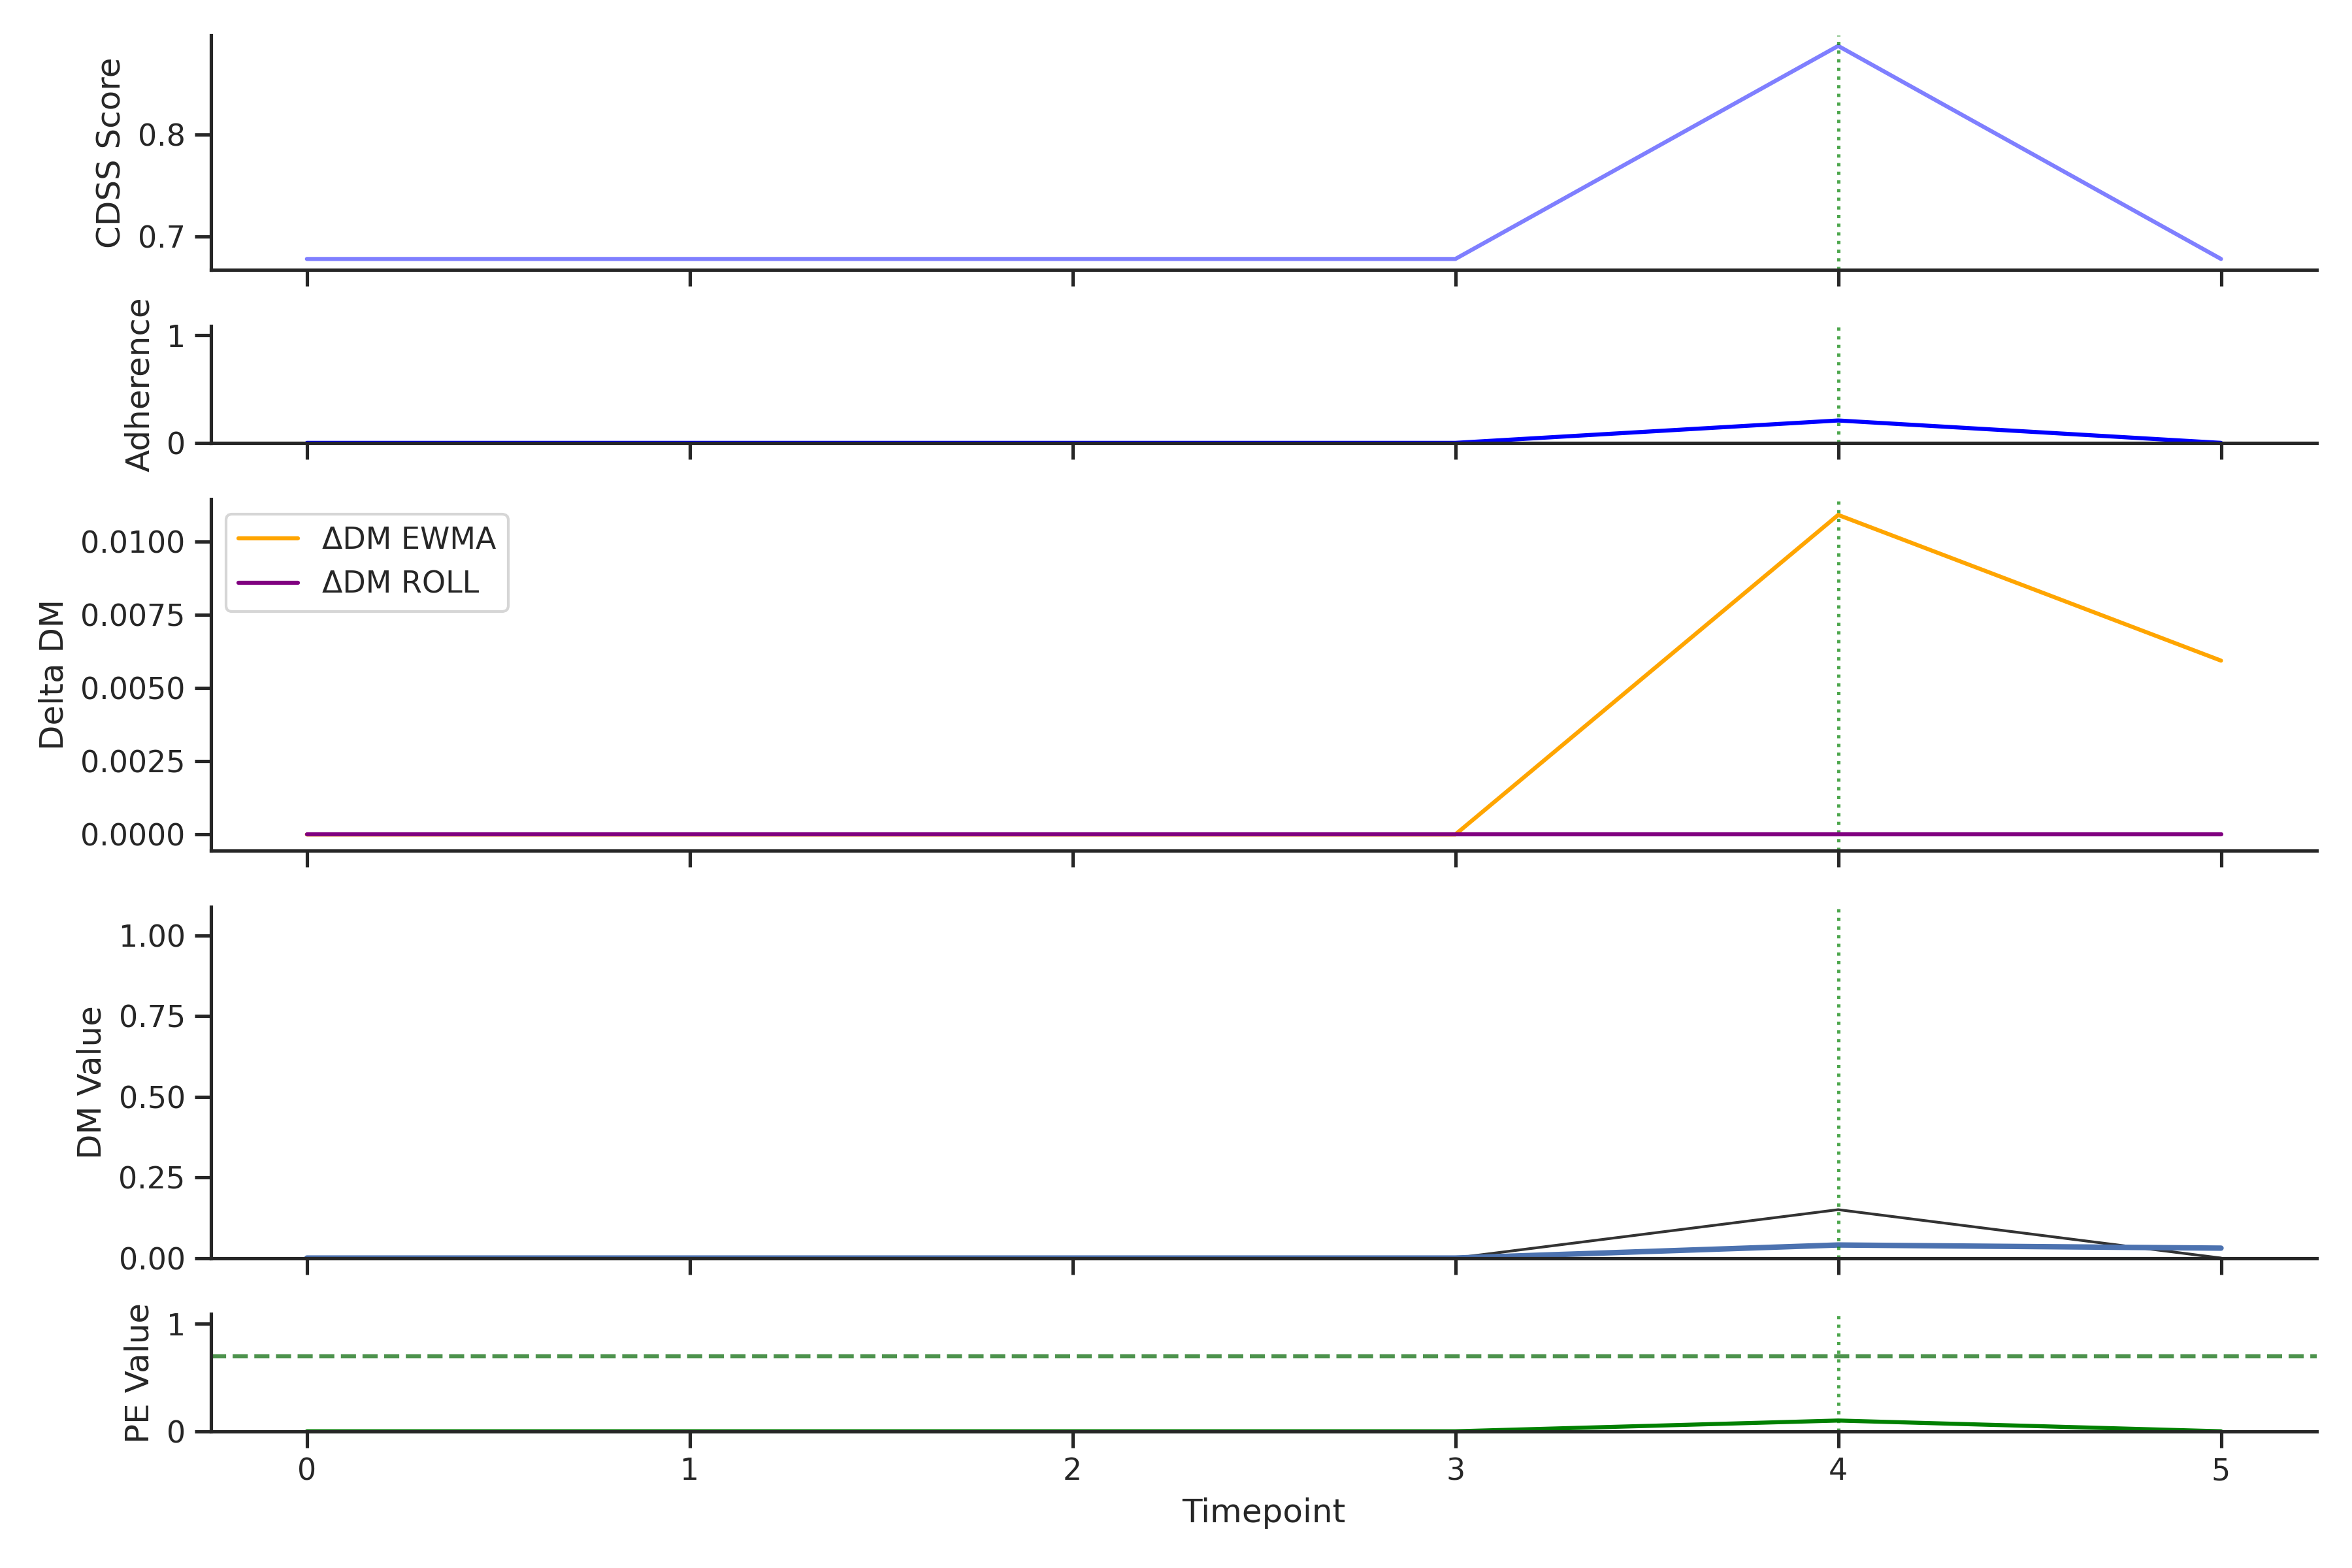 CDSS Score
0.8
0.7
Adherence
1
0
Delta DM
0.0100
0.0075
0.0050
0.0025
0.0000
ΔDM EWMA
ΔDM ROLL
DM Value
1.00
0.75
0.50
0.25
0.00
PE Value
1
0
0 1 2 3 4 5
Timepoint